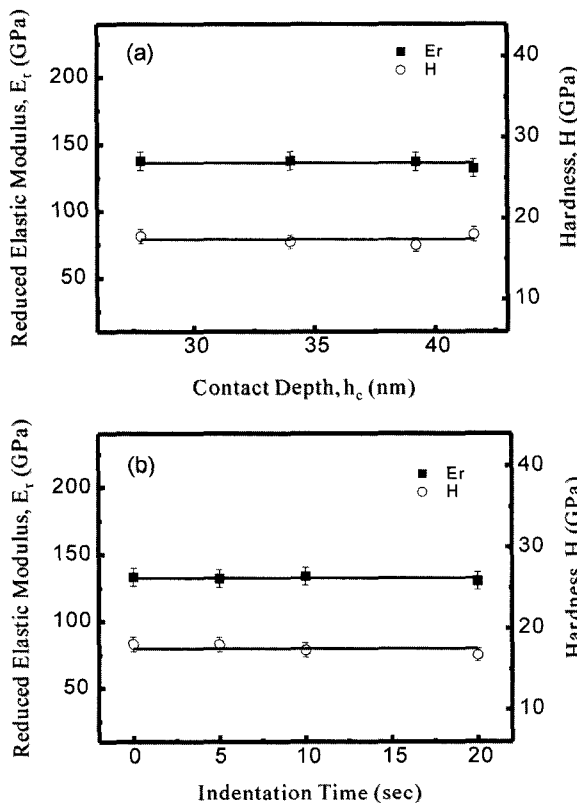 (a)
Er
H
Reduced Elastic Modulus, Er (GPa)
200
150
100
50
Hardness, H (GPa)
40
30
20
10
30
35
40
Contact Depth, hc (nm)
(b)
Er
H
Reduced Elastic Modulus, Er (GPa)
200
150
100
50
Hardness, H (GPa)
40
30
20
10
0
5
10
15
20
Indentation Time (sec)